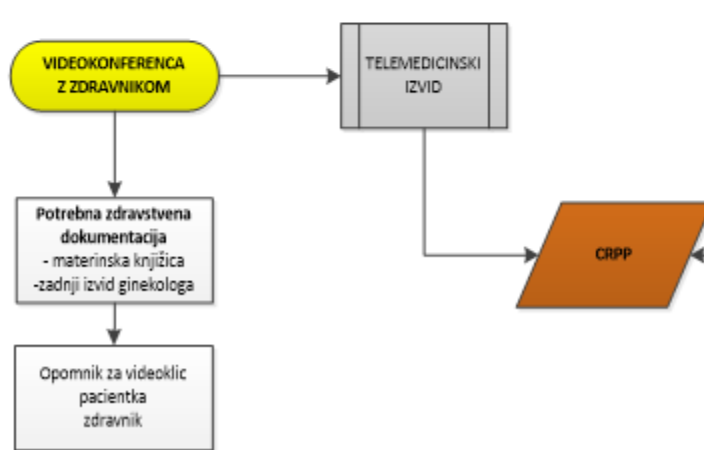 VIDEOKONFERENCA
Z ZDRAVNIKOM
TELEMEDICINSKI
IZVID
Potrebna zdravstvena
dokumentacija
- materinska knjižica
-zadnji izvid ginekologa
CRPP
Opomnik za videoklic
pacientka
zdravnik